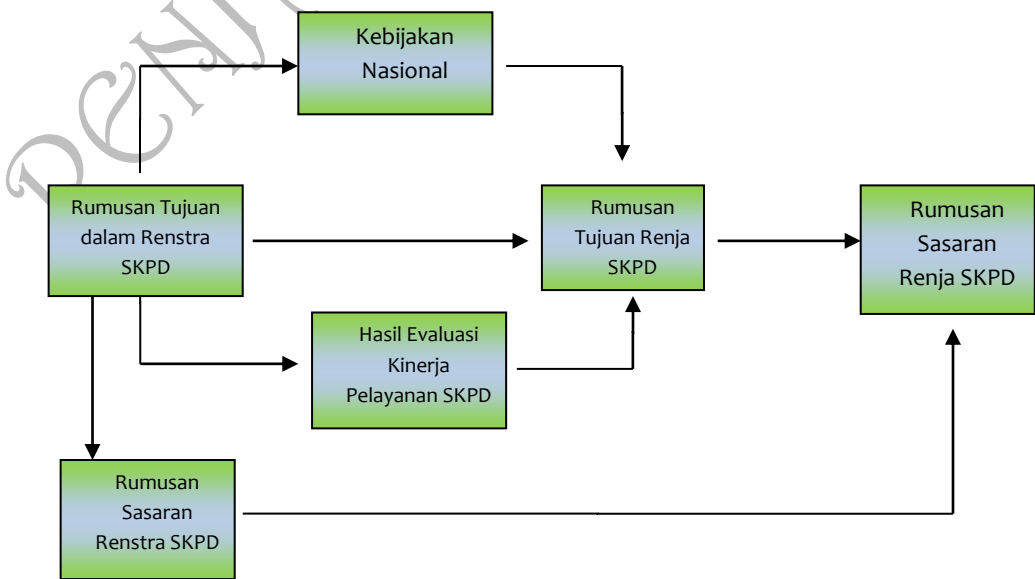 Kebijakan
Nasional
Rumusan Tujuan
dalam Renstra
SKPD
Rumusan
Tujuan Renja
SKPD
Rumusan
Sasaran
Renja SKPD
Hasil Evaluasi
Kinerja
Pelayanan SKPD
Rumusan
Sasaran
Renstra SKPD